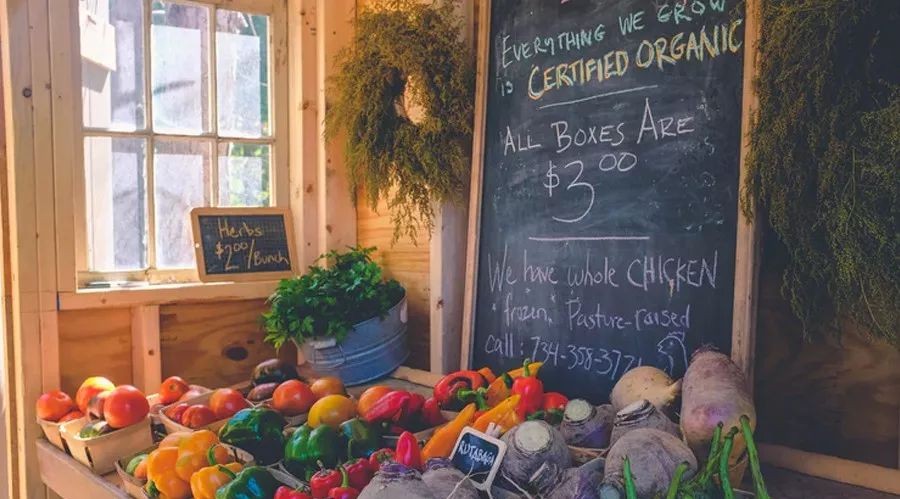 EVERYTHING WE GROW
is CERTIFIED ORGANIC
ALL BOXES ARE
$3.00
We have whole CHICKEN
frozen, Pasture-raised
call: 734-358-3771
Herbs
$2.00/Bunch
RUTABAGA